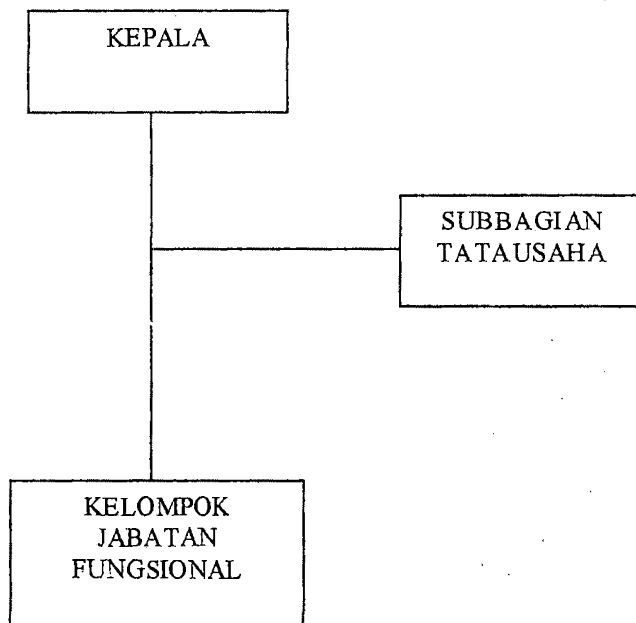 KEPALA
SUBBAGIAN
TATAUSAHA
KELOMPOK
JABATAN
FUNGSIONAL